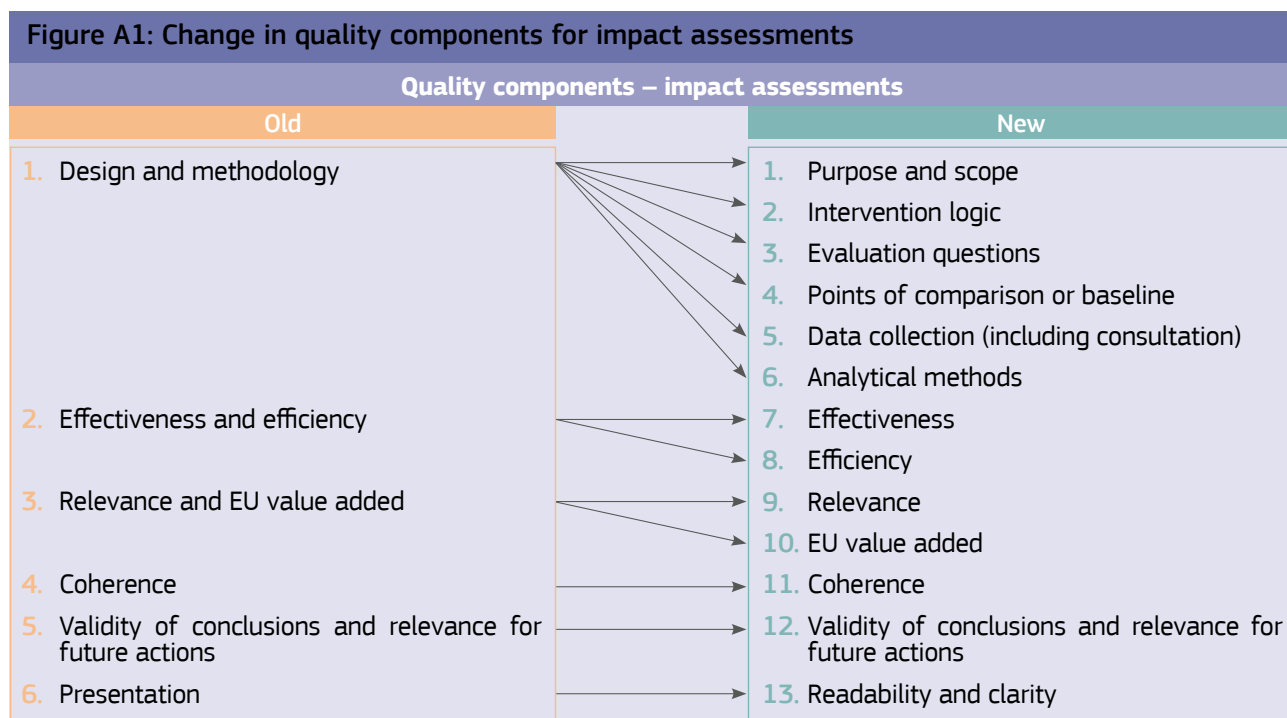 Figure A1: Change in quality components for impact assessments
Quality components – impact assessments
Old
New
1. Design and methodology
1. Purpose and scope
2. Intervention logic
3. Evaluation questions
4. Points of comparison or baseline
5. Data collection (including consultation)
6. Analytical methods
2. Effectiveness and efficiency
7. Effectiveness
8. Efficiency
3. Relevance and EU value added
9. Relevance
10. EU value added
4. Coherence
11. Coherence
5. Validity of conclusions and relevance for
future actions
12. Validity of conclusions and relevance for
future actions
6. Presentation
13. Readability and clarity